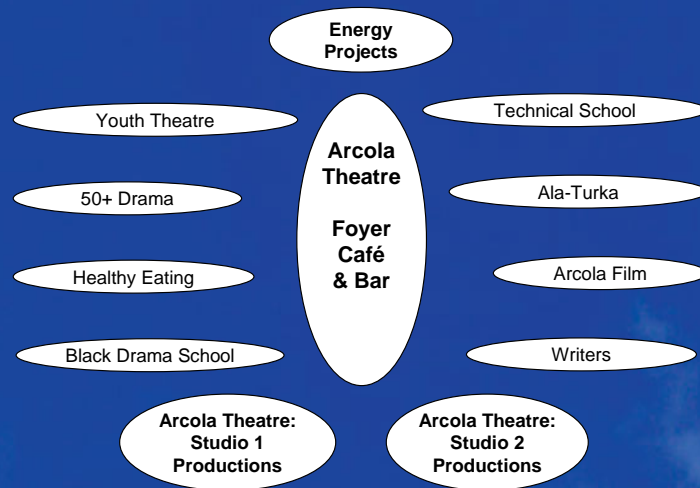 Energy
Projects
Youth Theatre
Technical School
Arcola
Theatre
Foyer
Café
& Bar
50+ Drama
Ala-Turka
Healthy Eating
Arcola Film
Black Drama School
Writers
Arcola Theatre:
Studio 1
Productions
Arcola Theatre:
Studio 2
Productions